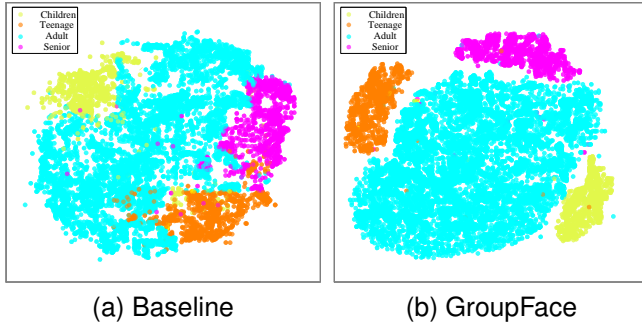 Children
Teenage
Adult
Senior
Children
Teenage
Adult
Senior
(a) Baseline
(b) GroupFace